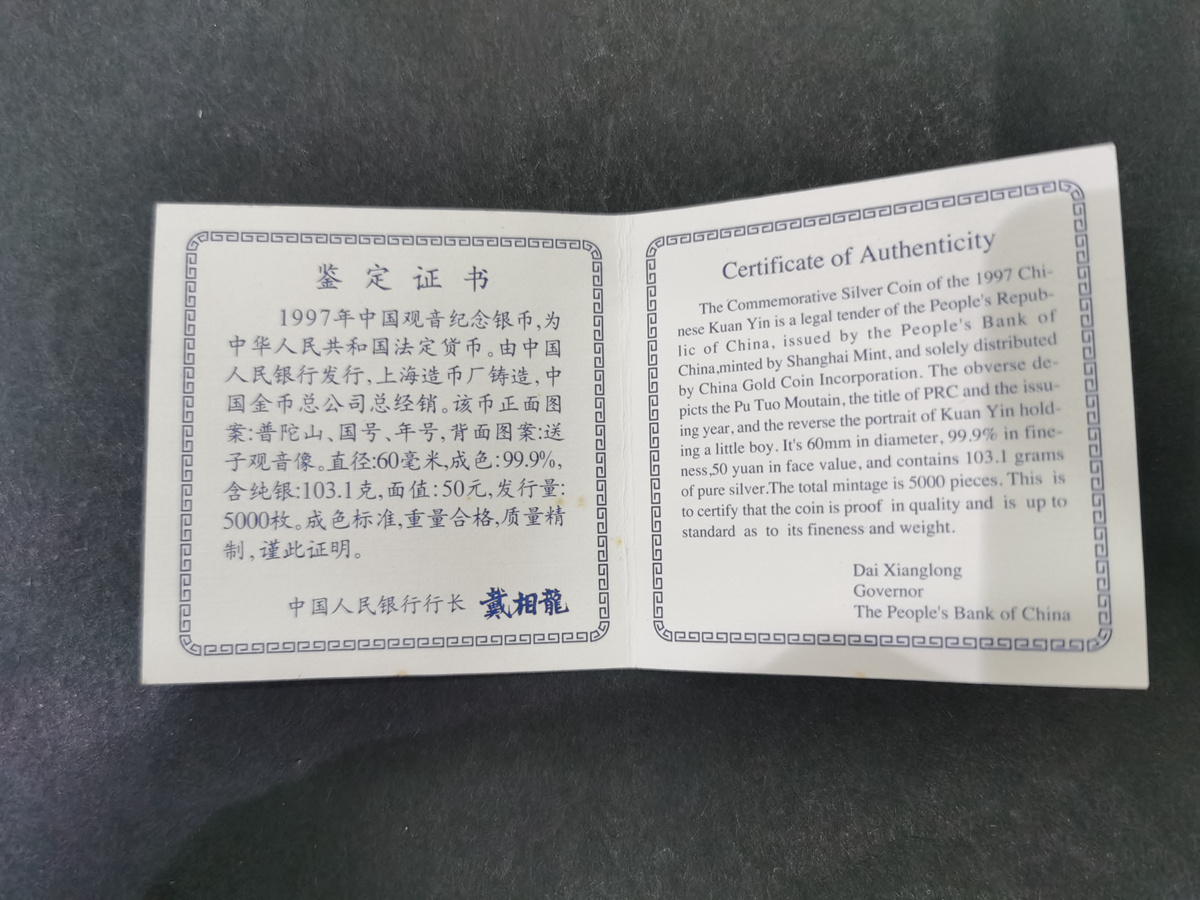 鉴定证书
1997年中国观音纪念银币,为
中华人民共和国法定货币。由中国
人民银行发行,上海造币厂铸造,中
国金币总公司总经销。该币正面图
案:普陀山、国号、年号,背面图案:送
子观音像。直径:60毫米,成色:99.9%,
含纯银:103.1克,面值:50元,发行量:
5000枚。成色标准,重量合格,质量精
制,谨此证明。
中国人民银行行长 戴相龍
Certificate of Authenticity
The Commemorative Silver Coin of the 1997 Chi-
nese Kuan Yin is a legal tender of the People's Repub-
lic of China, issued by the People's Bank of
China,minted by Shanghai Mint, and solely distributed
by China Gold Coin Incorporation. The obverse de-
picts the Pu Tuo Moutain, the title of PRC and the issu-
ing year, and the reverse the portrait of Kuan Yin hold-
ing a little boy. It's 60mm in diameter, 99.9% in fine-
ness,50 yuan in face value, and contains 103.1 grams
of pure silver.The total mintage is 5000 pieces. This is
to certify that the coin is proof in quality and is up to
standard as to its fineness and weight.
Dai Xianglong
Governor
The People's Bank of China